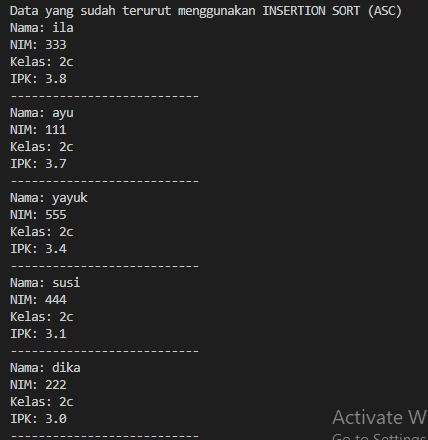 Data yang sudah terurut menggunakan INSERTION SORT (ASC)
Nama: ila
NIM: 333
Kelas: 2c
IPK: 3.8
---------------------------
Nama: ayu
NIM: 111
Kelas: 2c
IPK: 3.7
---------------------------
Nama: yayuk
NIM: 555
Kelas: 2c
IPK: 3.4
---------------------------
Nama: susi
NIM: 444
Kelas: 2c
IPK: 3.1
---------------------------
Nama: dika
NIM: 222
Kelas: 2c
IPK: 3.0
---------------------------
Activate W
Go to Settings